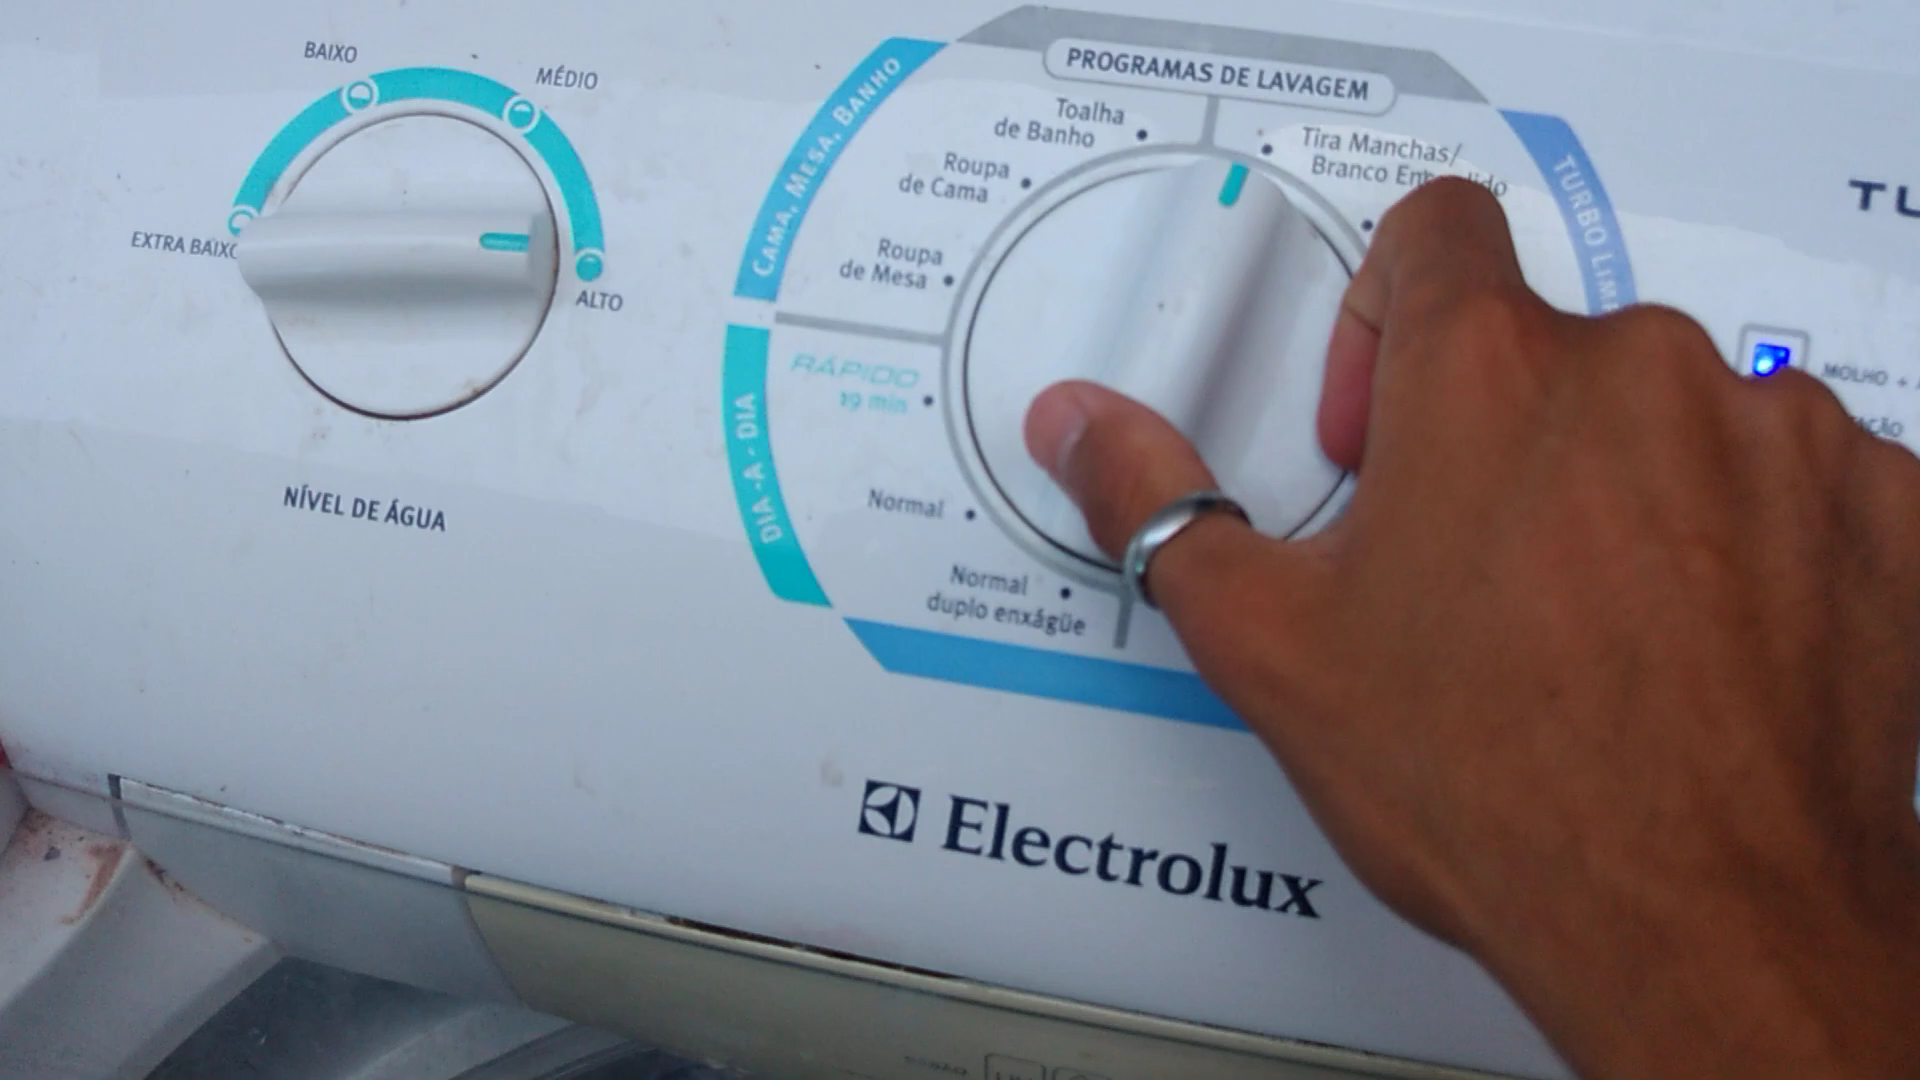 BAIXO
MÉDIO
EXTRA BAIXO
ALTO
NÍVEL DE ÁGUA
PROGRAMAS DE LAVAGEM
CAMA, MESA, BANHO
Toalha
de Banho
Roupa
de Cama
Roupa
de Mesa
Tira Manchas/
Branco
TURBO
DIA-A-DIA
RÁPIDO
19 min
Normal
Normal
duplo enxágüe
MOLHO +
Electrolux